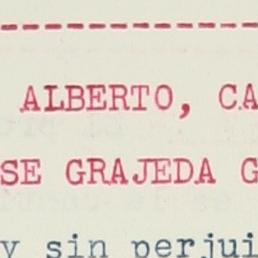 ALBERTO, CA
SE GRAJEDA G
y sin perjui